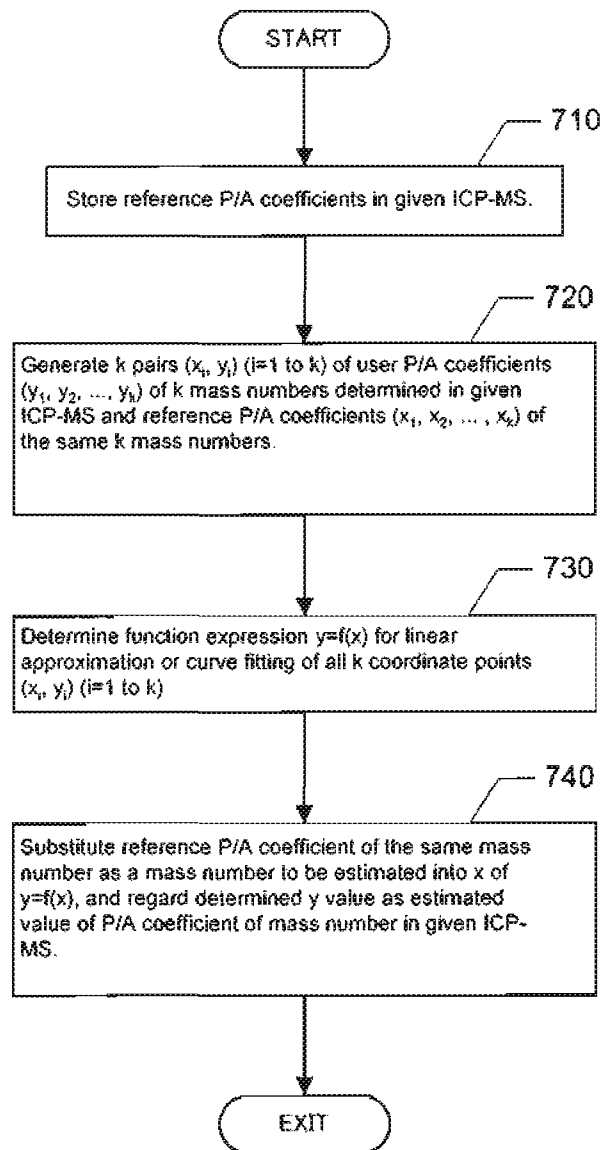 START
710
Store reference P/A coefficients in given ICP-MS.
720
Generate k pairs (xᵢ, yᵢ) (i=1 to k) of user P/A coefficients
(y₁, y₂, ..., yₖ) of k mass numbers determined in given
ICP-MS and reference P/A coefficients (x₁, x₂, ... , xₖ) of
the same k mass numbers.
730
Determine function expression y=f(x) for linear
approximation or curve fitting of all k coordinate points
(xᵢ, yᵢ) (i=1 to k)
740
Substitute reference P/A coefficient of the same mass
number as a mass number to be estimated into x of
y=f(x), and regard determined y value as estimated
value of P/A coefficient of mass number in given ICP-
MS.
EXIT